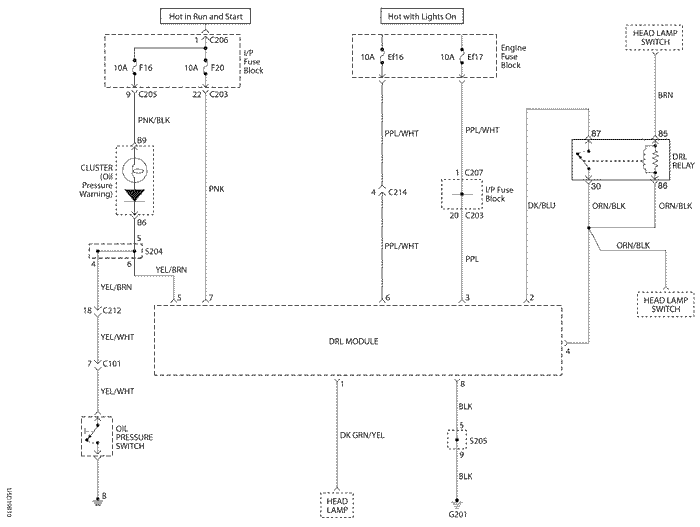 Hot in Run and Start
Hot with Lights On
HEAD LAMP
SWITCH
1 C206
I/P
Fuse
Block
10A F16
10A F20
9 C205
22 C203
10A Ef16
10A Ef17
Engine
Fuse
Block
BRN
PNK/BLK
PPL/WHT
PPL/WHT
B9
CLUSTER
(Oil
Pressure
Warning)
B6
PNK
87
85
DRL
RELAY
30
86
1 C207
4 C214
I/P Fuse
Block
20 C203
DK/BLU
ORN/BLK
ORN/BLK
5
S204
4
6
YEL/BRN
PPL/WHT
PPL
ORN/BLK
YEL/BRN
5
7
6
3
2
HEAD LAMP
SWITCH
18 C212
YEL/WHT
DRL MODULE
4
7 C101
YEL/WHT
1
8
BLK
OIL
PRESSURE
SWITCH
DK GRN/YEL
5
S205
9
BLK
8
HEAD
LAMP
G201